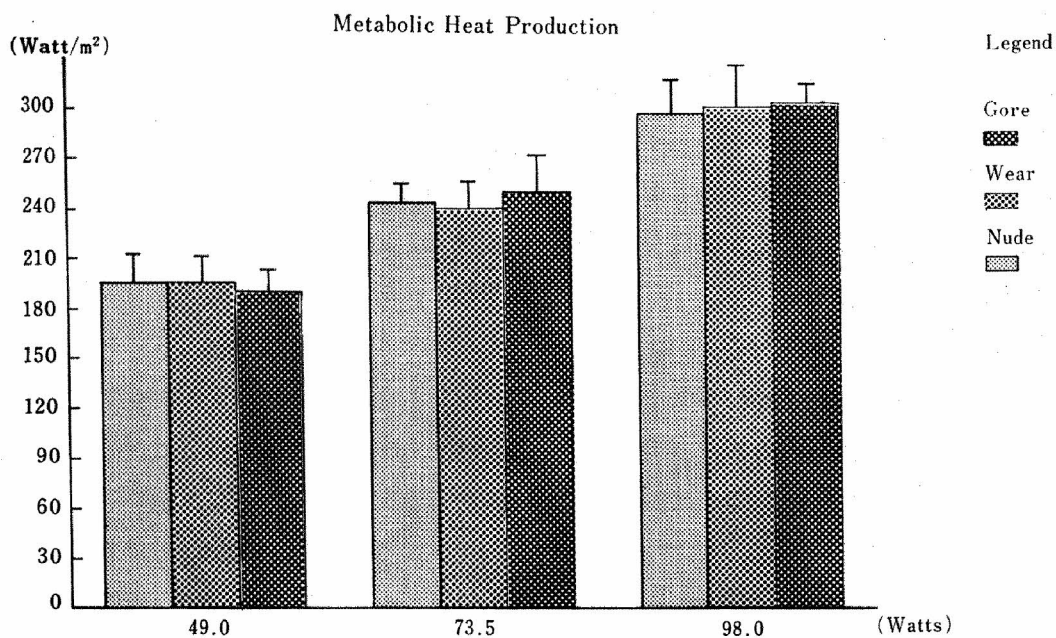 Metabolic Heat Production
(Watt/m²)
300
270
240
210
180
150
120
90
60
30
0
49.0 73.5 98.0 (Watts)
Legend
Gore
Wear
Nude